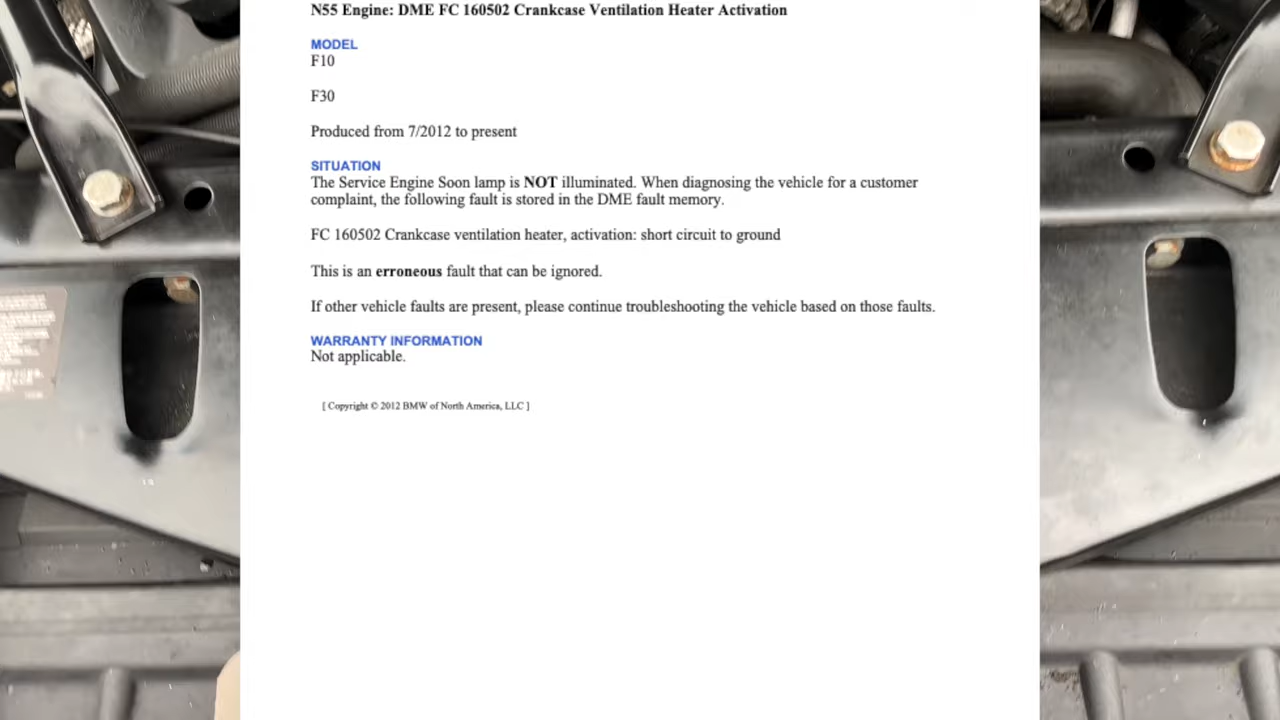 N55 Engine: DME FC 160502 Crankcase Ventilation Heater Activation
MODEL
F10
F30
Produced from 7/2012 to present
SITUATION
The Service Engine Soon lamp is NOT illuminated. When diagnosing the vehicle for a customer
complaint, the following fault is stored in the DME fault memory.
FC 160502 Crankcase ventilation heater, activation: short circuit to ground
This is an erroneous fault that can be ignored.
If other vehicle faults are present, please continue troubleshooting the vehicle based on those faults.
WARRANTY INFORMATION
Not applicable.
[ Copyright © 2012 BMW of North America, LLC ]